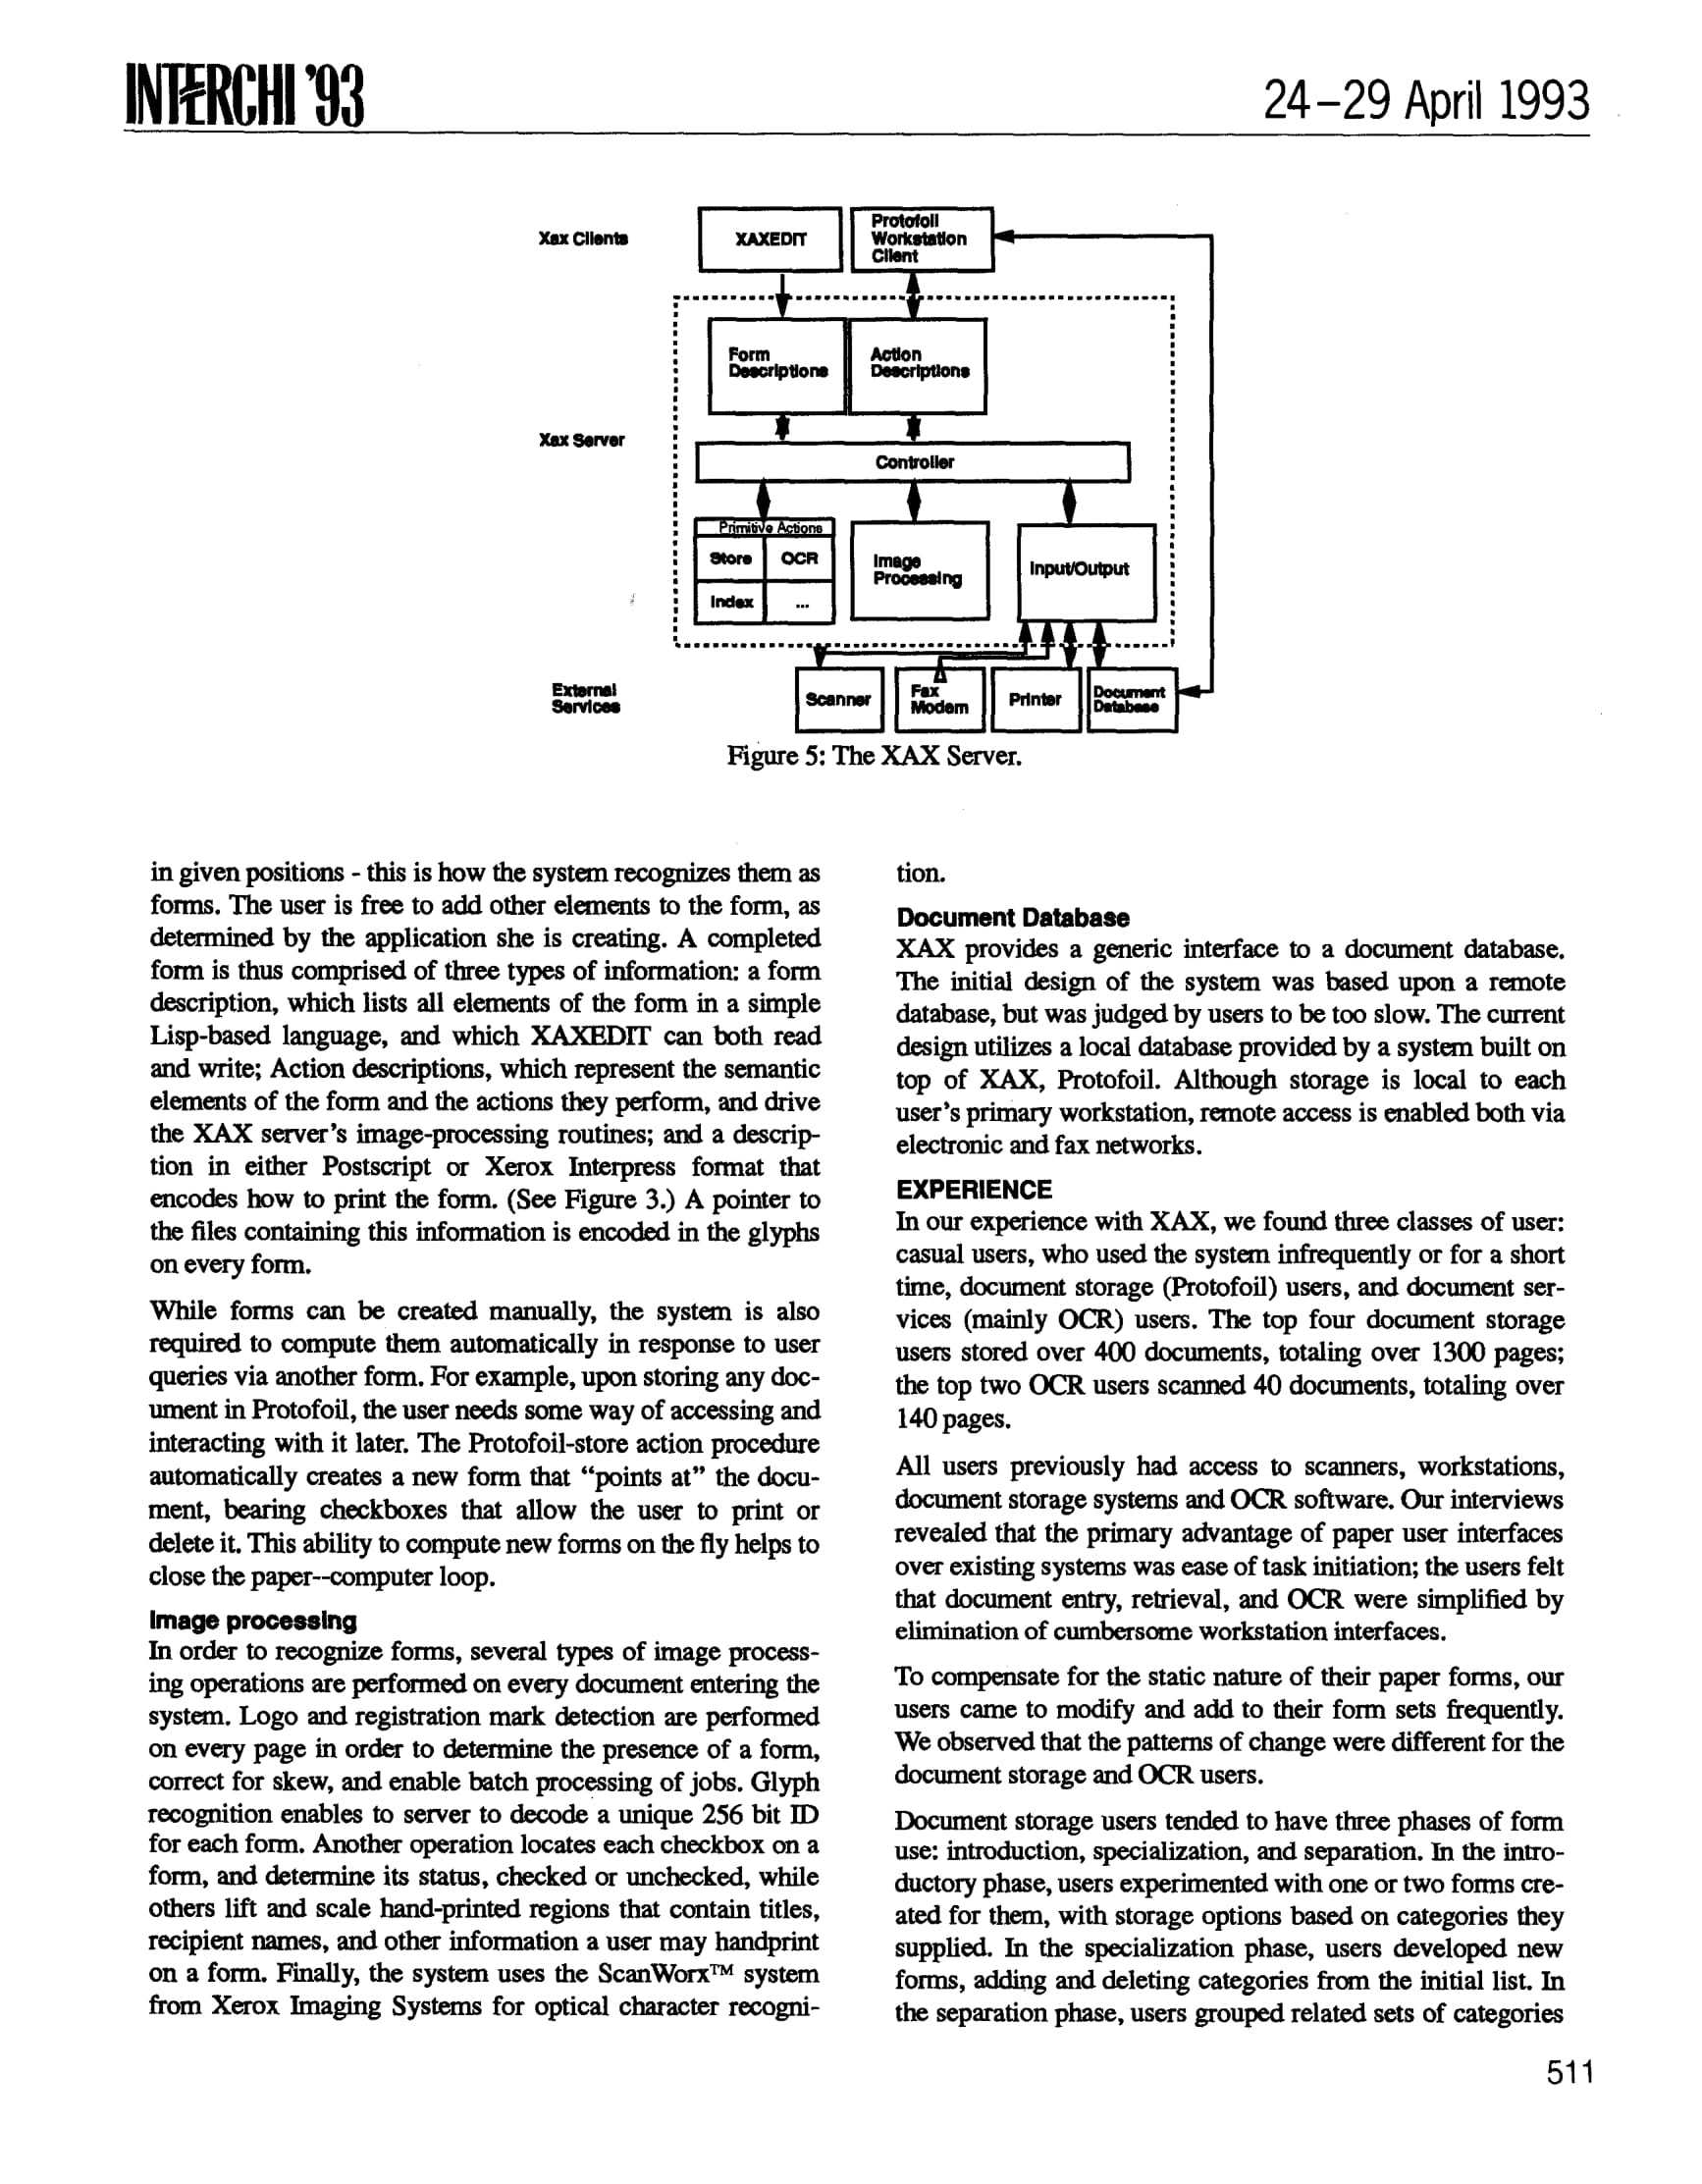 INTERCHI '93
24–29 April 1993
Xax Clients
XAXEDIT
Protofoil
Workstation
Client
Form
Descriptions
Action
Descriptions
Xax Server
Controller
Primitive Actions
Store
OCR
Index
...
Image
Processing
Input/Output
External
Services
Scanner
Fax
Modem
Printer
Document
Database
Figure 5: The XAX Server.
in given positions - this is how the system recognizes them as
forms. The user is free to add other elements to the form, as
determined by the application she is creating. A completed
form is thus comprised of three types of information: a form
description, which lists all elements of the form in a simple
Lisp-based language, and which XAXEDIT can both read
and write; Action descriptions, which represent the semantic
elements of the form and the actions they perform, and drive
the XAX server's image-processing routines; and a descrip-
tion in either Postscript or Xerox Interpress format that
encodes how to print the form. (See Figure 3.) A pointer to
the files containing this information is encoded in the glyphs
on every form.
While forms can be created manually, the system is also
required to compute them automatically in response to user
queries via another form. For example, upon storing any doc-
ument in Protofoil, the user needs some way of accessing and
interacting with it later. The Protofoil-store action procedure
automatically creates a new form that “points at” the docu-
ment, bearing checkboxes that allow the user to print or
delete it. This ability to compute new forms on the fly helps to
close the paper--computer loop.
Image processing
In order to recognize forms, several types of image process-
ing operations are performed on every document entering the
system. Logo and registration mark detection are performed
on every page in order to determine the presence of a form,
correct for skew, and enable batch processing of jobs. Glyph
recognition enables to server to decode a unique 256 bit ID
for each form. Another operation locates each checkbox on a
form, and determine its status, checked or unchecked, while
others lift and scale hand-printed regions that contain titles,
recipient names, and other information a user may handprint
on a form. Finally, the system uses the ScanWorx™ system
from Xerox Imaging Systems for optical character recogni-
tion.
Document Database
XAX provides a generic interface to a document database.
The initial design of the system was based upon a remote
database, but was judged by users to be too slow. The current
design utilizes a local database provided by a system built on
top of XAX, Protofoil. Although storage is local to each
user's primary workstation, remote access is enabled both via
electronic and fax networks.
EXPERIENCE
In our experience with XAX, we found three classes of user:
casual users, who used the system infrequently or for a short
time, document storage (Protofoil) users, and document ser-
vices (mainly OCR) users. The top four document storage
users stored over 400 documents, totaling over 1300 pages;
the top two OCR users scanned 40 documents, totaling over
140 pages.
All users previously had access to scanners, workstations,
document storage systems and OCR software. Our interviews
revealed that the primary advantage of paper user interfaces
over existing systems was ease of task initiation; the users felt
that document entry, retrieval, and OCR were simplified by
elimination of cumbersome workstation interfaces.
To compensate for the static nature of their paper forms, our
users came to modify and add to their form sets frequently.
We observed that the patterns of change were different for the
document storage and OCR users.
Document storage users tended to have three phases of form
use: introduction, specialization, and separation. In the intro-
ductory phase, users experimented with one or two forms cre-
ated for them, with storage options based on categories they
supplied. In the specialization phase, users developed new
forms, adding and deleting categories from the initial list. In
the separation phase, users grouped related sets of categories
511